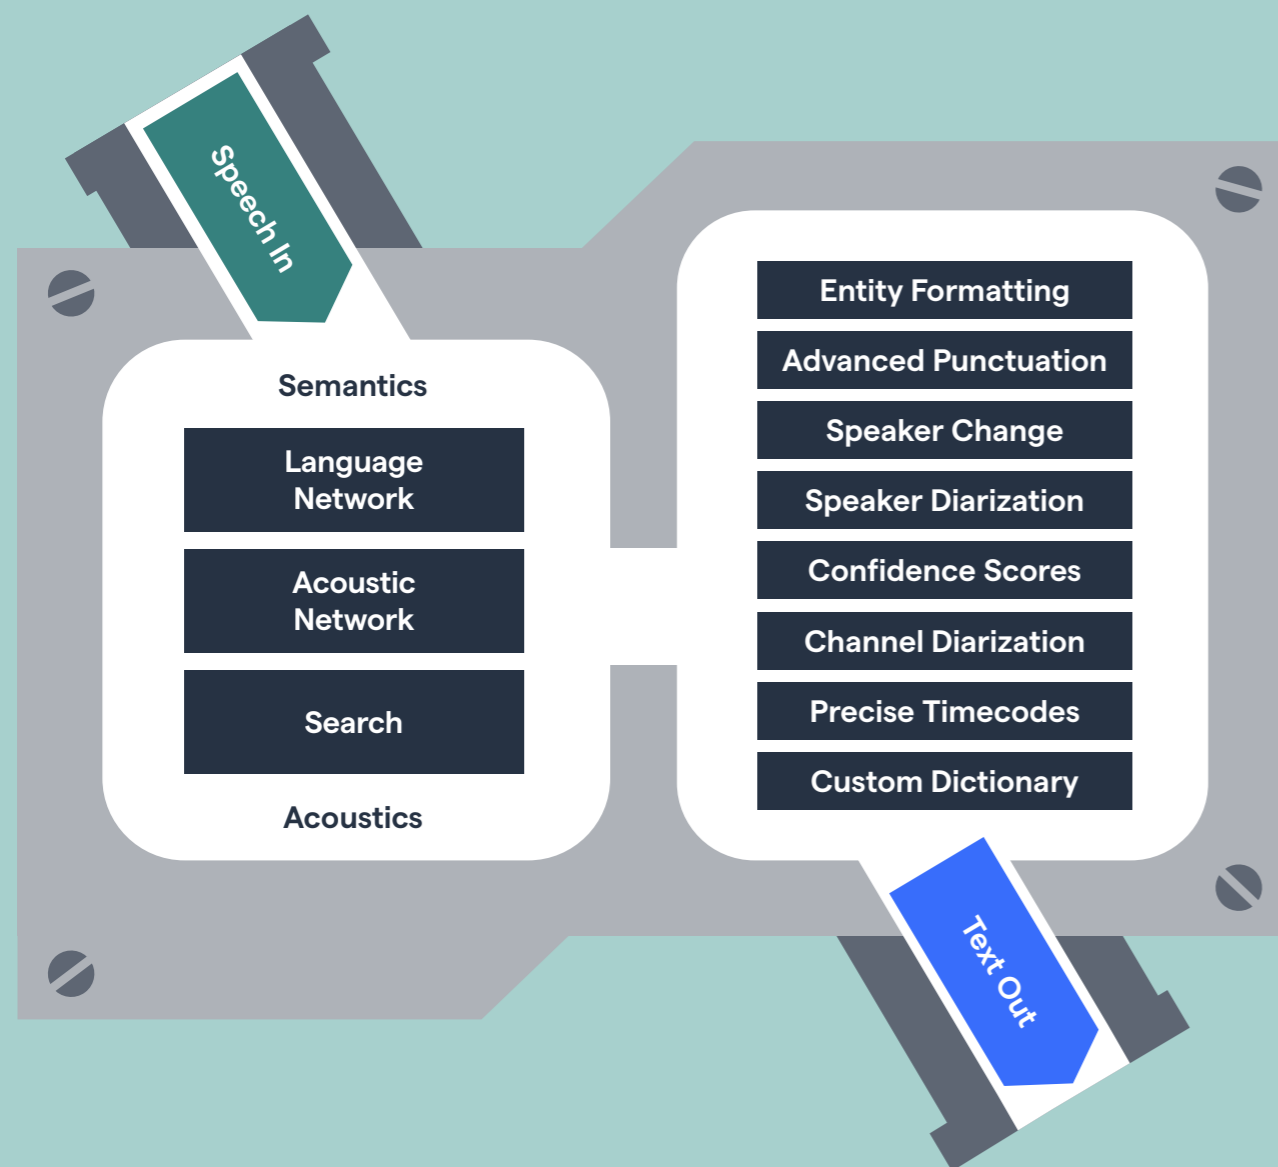 Speech In
Semantics
Language
Network
Acoustic
Network
Search
Acoustics
Entity Formatting
Advanced Punctuation
Speaker Change
Speaker Diarization
Confidence Scores
Channel Diarization
Precise Timecodes
Custom Dictionary
Text Out